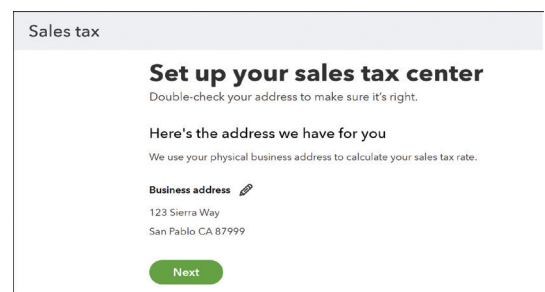 Sales tax
Set up your sales tax center
Double-check your address to make sure it's right.
Here's the address we have for you
We use your physical business address to calculate your sales tax rate.
Business address
123 Sierra Way
San Pablo CA 87999
Next